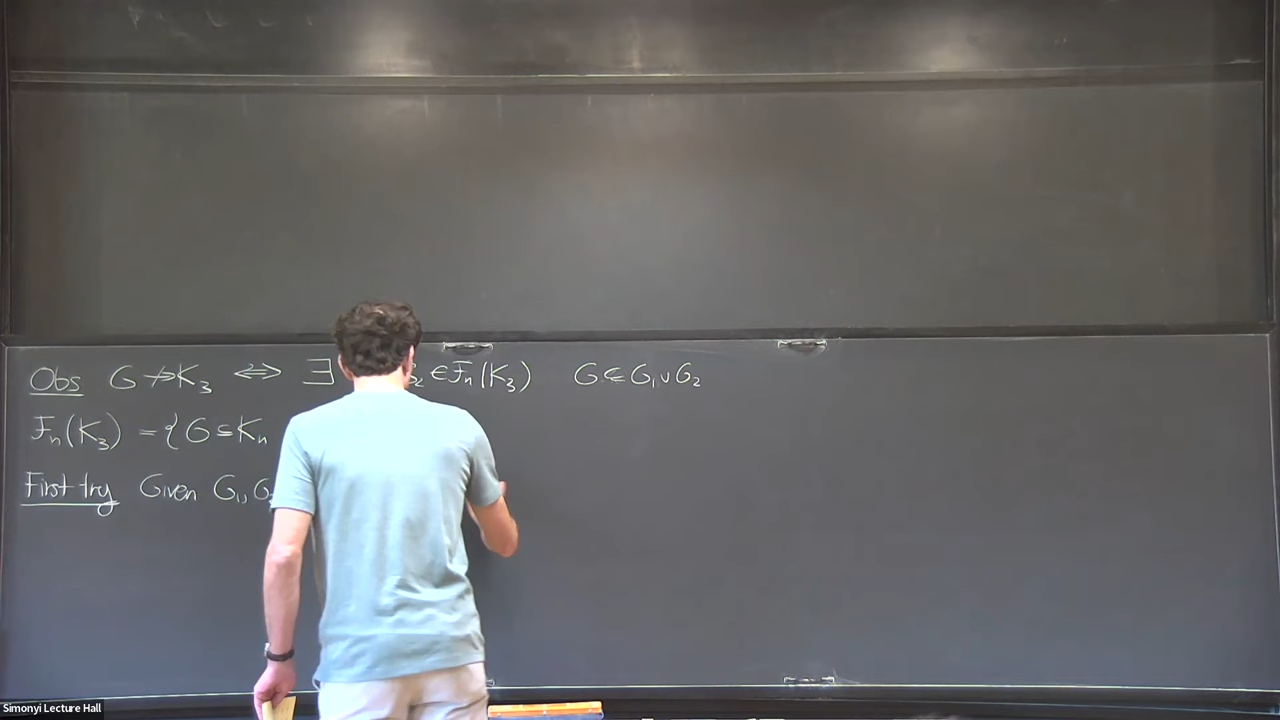 Obs G ↛ K₃ ⟺ ∃ ₂ ∈ Fₙ(K₃) G ⊆ G₁ ∪ G₂
Fₙ(K₃) = { G ⊆ Kₙ
First try Given G₁, G
Simonyi Lecture Hall